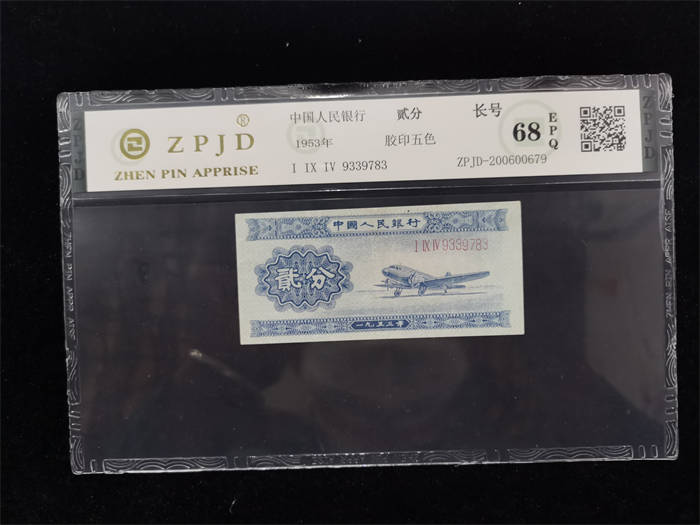 ® ZPJD
ZHEN PIN APPRISE
中国人民银行 贰分 长号
1953年 胶印五色
I IX IV 9339783 ZPJD-200600679
68 EPQ
ZPJD
ZPJD
中國人民銀行
I IX IV 9339783
貳分
一九五三年